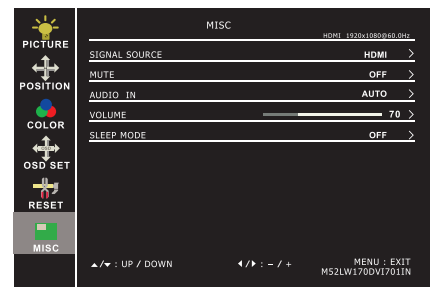 MISC
HDMI 1920x1080@60.0Hz
PICTURE
POSITION
COLOR
OSD SET
RESET
MISC
SIGNAL SOURCE HDMI >
MUTE OFF >
AUDIO IN AUTO >
VOLUME 70 >
SLEEP MODE OFF >
▲/▼ : UP / DOWN ◀/▶ : – / + MENU : EXIT
M52LW170DVI701IN